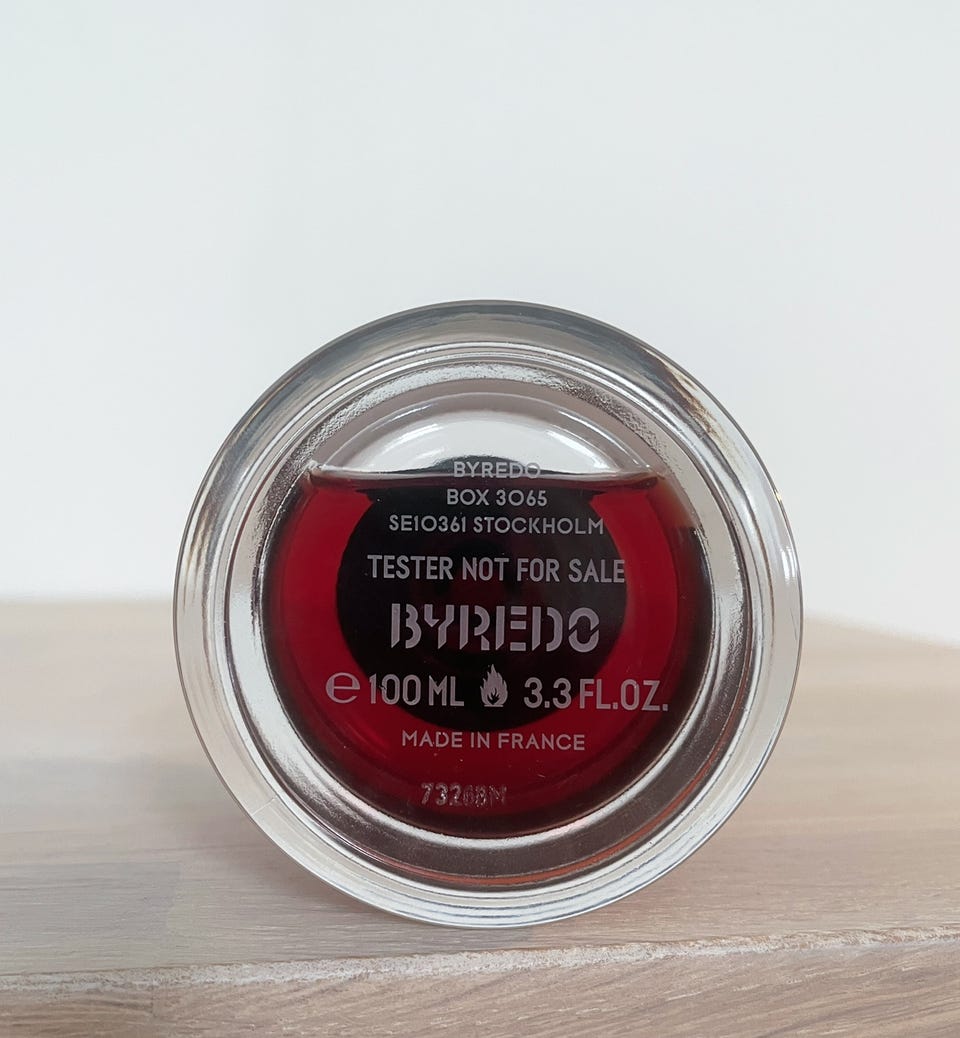 BYREDO
BOX 3065
SE10361 STOCKHOLM
TESTER NOT FOR SALE
BYREDO
℮ 100 ML 3.3 FL.OZ.
MADE IN FRANCE
73268M